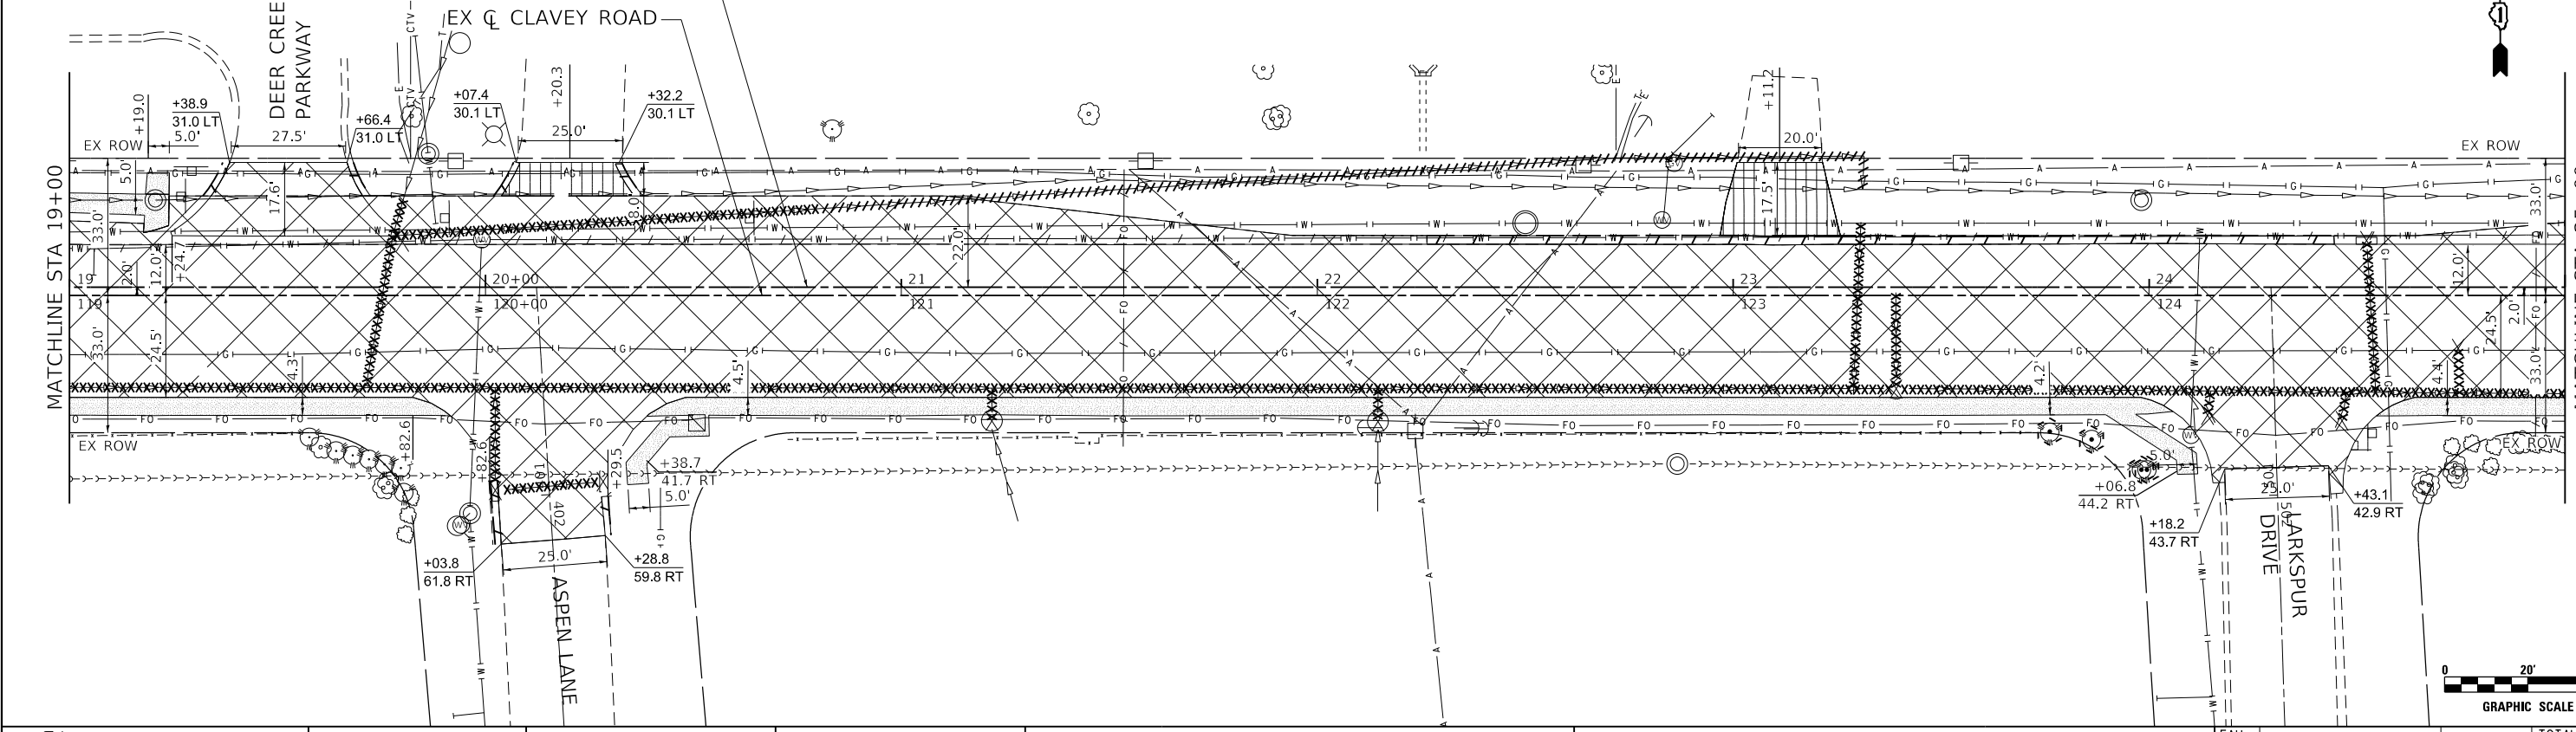 EX ℄ CLAVEY ROAD
DEER CREE
PARKWAY
MATCHLINE STA 19+00
EX ROW
+19.0
5.0'
+38.9
31.0 LT
27.5'
+66.4
31.0 LT
CTV
T
E
CTV
+07.4
30.1 LT
+20.3
25.0'
+32.2
30.1 LT
+11.2
20.0'
EX ROW
5.0'
33.0'
17.6'
17.5'
33.0'
2.0'
12.0'
+24.7
22.0'
12.0'
19
20+00
21
22
23
24
119
120+00
121
122
123
124
33.0'
24.5'
4.5'
4.2'
4.4'
24.5'
2.0'
33.0'
EX ROW
+82.6
+82.6
+29.5
+38.7
41.7 RT
5.0'
401
402
+03.8
61.8 RT
25.0'
+28.8
59.8 RT
ASPEN LANE
5.0'
+06.8
44.2 RT
+18.2
43.7 RT
25.0'
+43.1
42.9 RT
502
LARKSPUR
DRIVE
EX ROW
0
20'
GRAPHIC SCALE